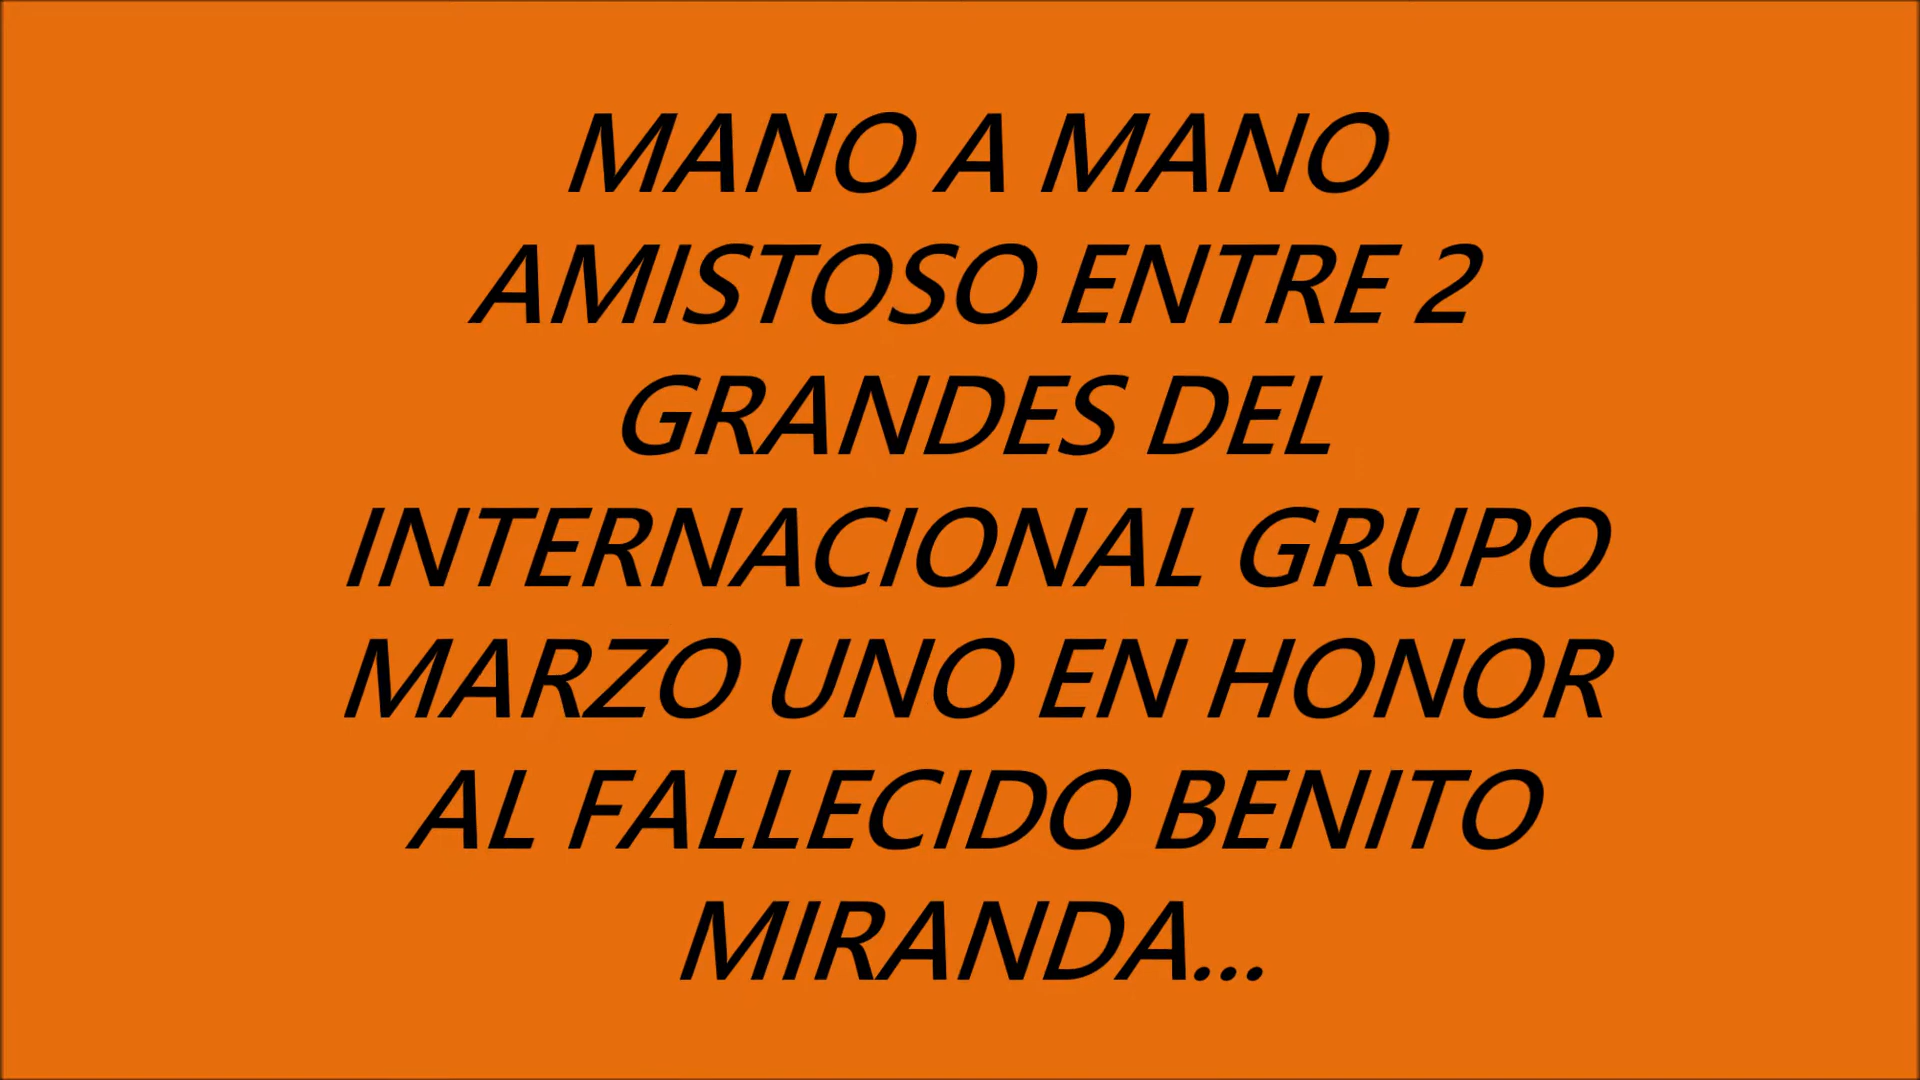 MANO A MANO
AMISTOSO ENTRE 2
GRANDES DEL
INTERNACIONAL GRUPO
MARZO UNO EN HONOR
AL FALLECIDO BENITO
MIRANDA...